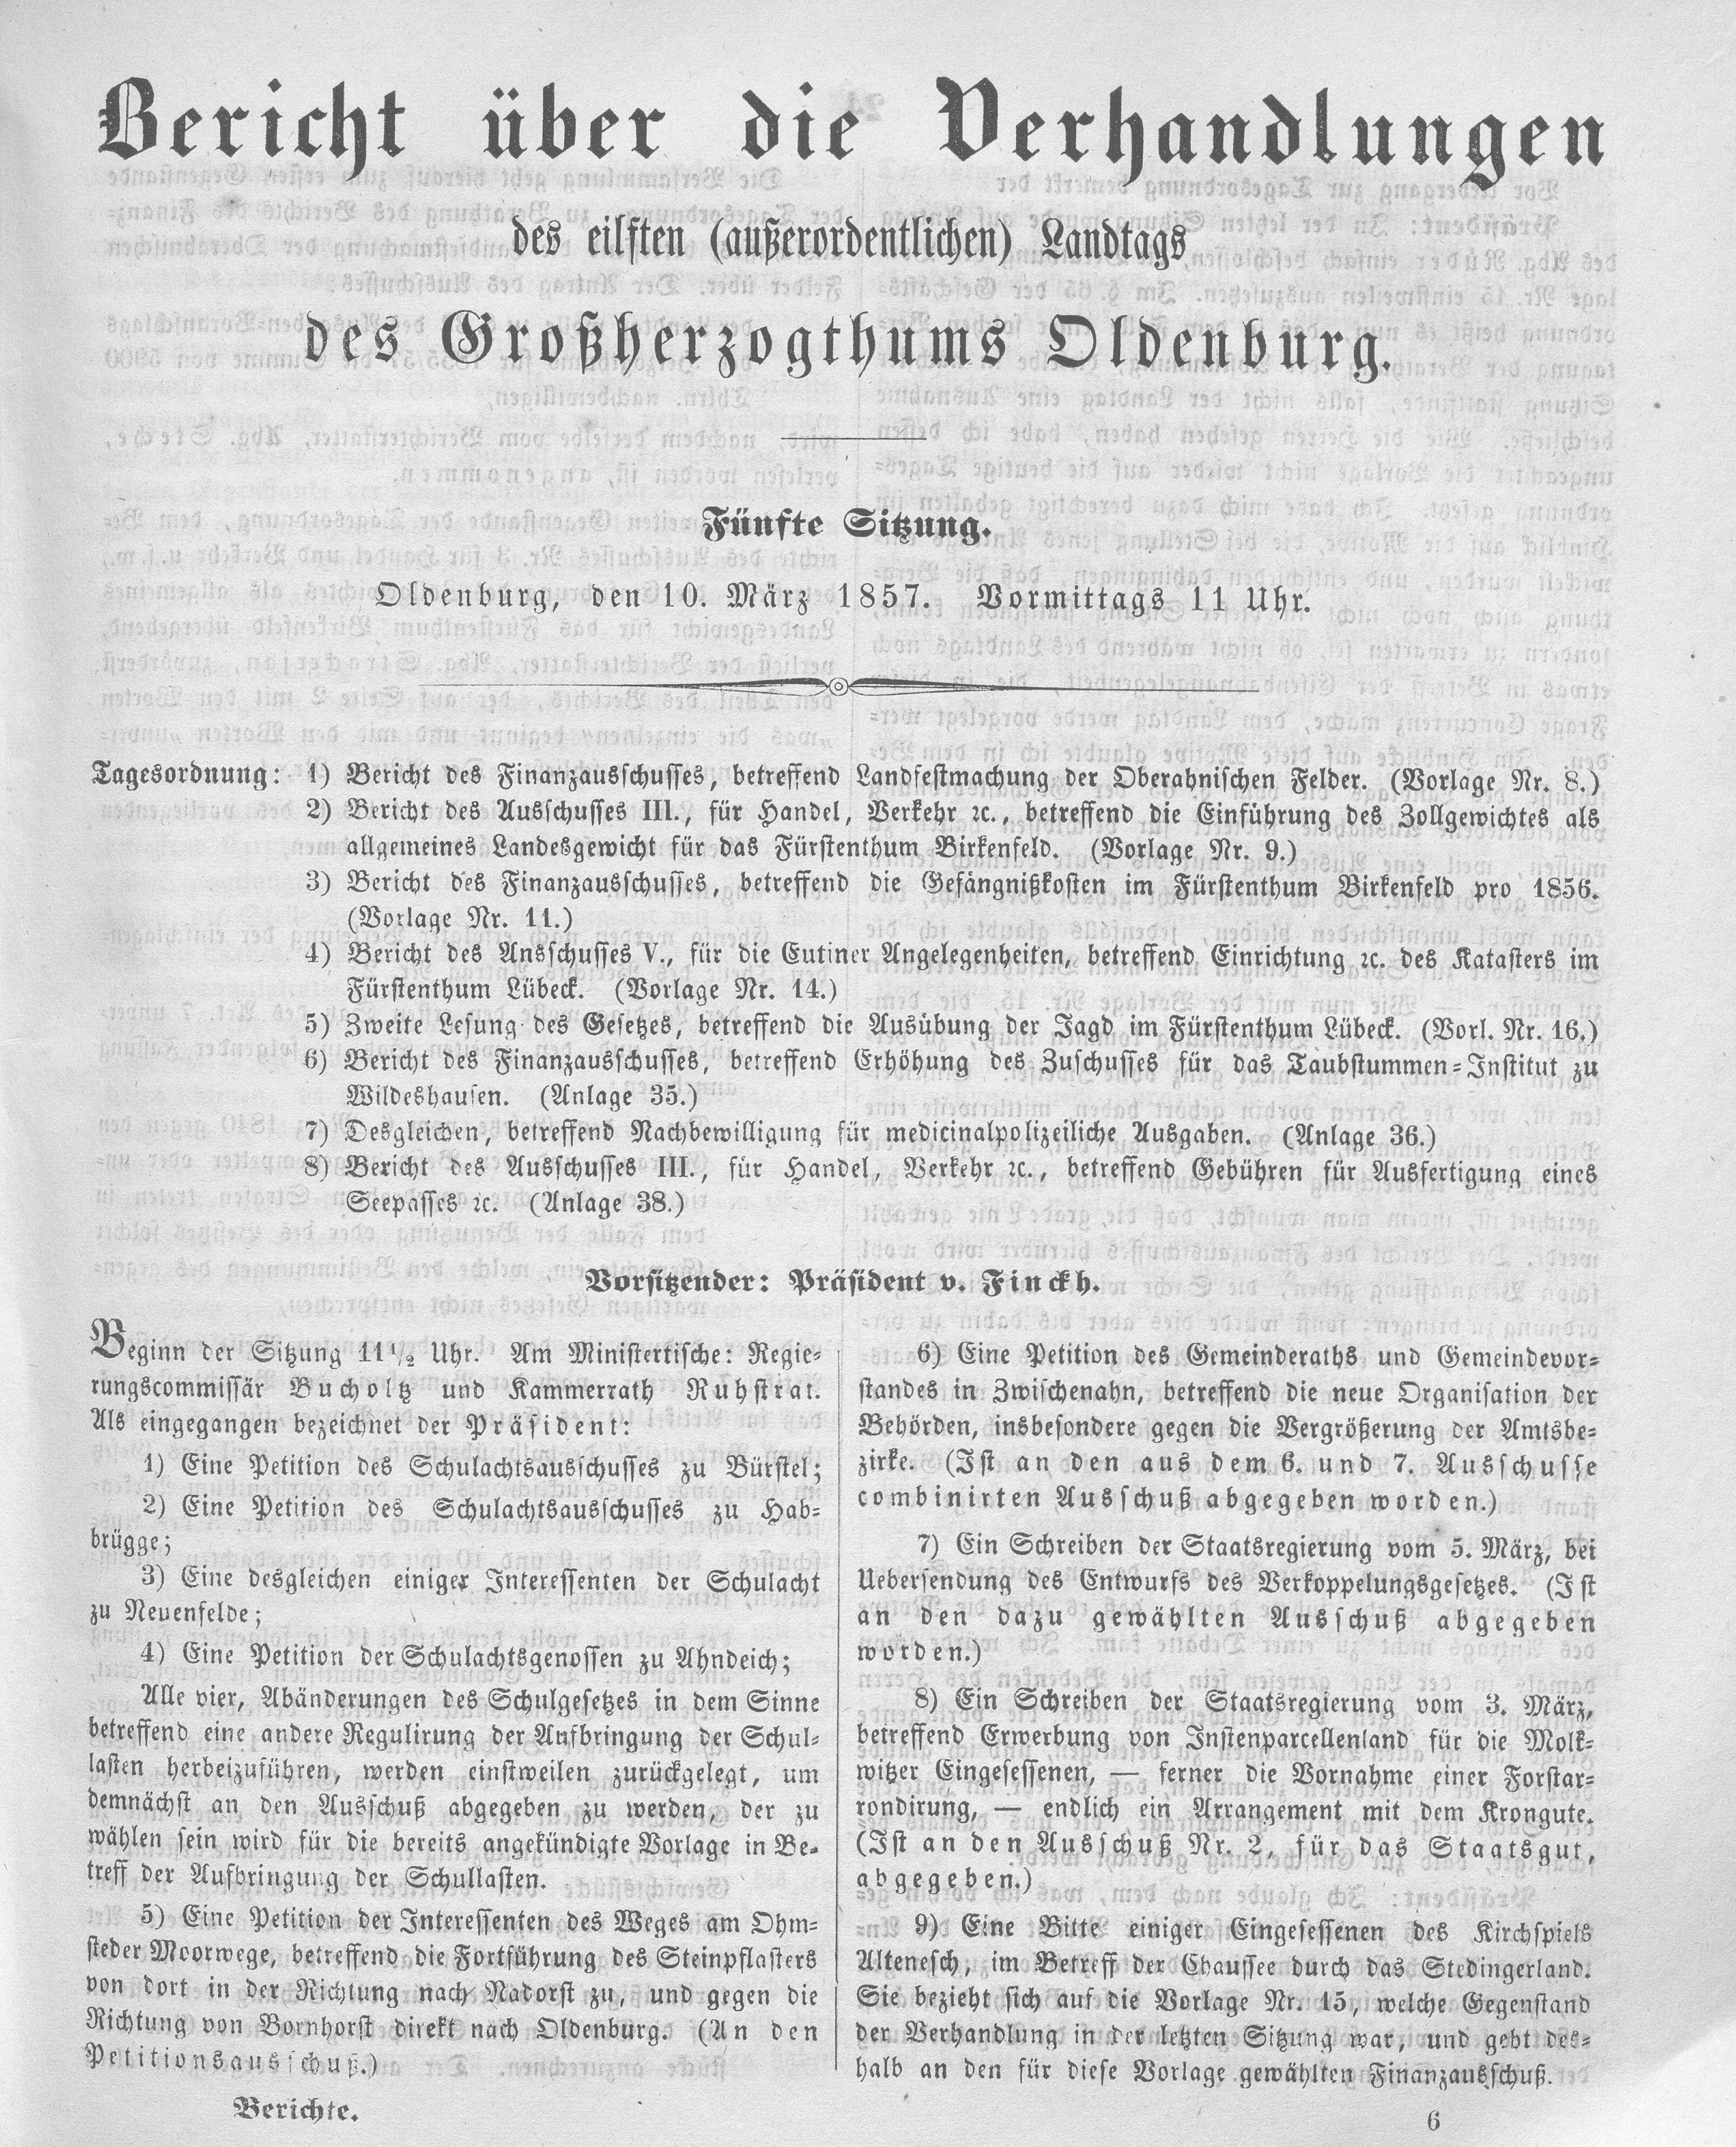 Bericht über die Verhandlungen
des eilften (außerordentlichen) Landtags
des Großherzogthums Oldenburg.
Fünfte Sitzung.
Oldenburg, den 10. März 1857. Vormittags 11 Uhr.
Tagesordnung: 1) Bericht des Finanzausschusses, betreffend Landfestmachung der Oberahnischen Felder. (Vorlage Nr. 8.)
2) Bericht des Ausschusses III., für Handel, Verkehr ꝛc., betreffend die Einführung des Zollgewichtes als
allgemeines Landesgewicht für das Fürstenthum Birkenfeld. (Vorlage Nr. 9.)
3) Bericht des Finanzausschusses, betreffend die Gefängnißkosten im Fürstenthum Birkenfeld pro 1856.
(Vorlage Nr. 11.)
4) Bericht des Ansschusses V., für die Eutiner Angelegenheiten, betreffend Einrichtung ꝛc. des Katasters im
Fürstenthum Lübeck. (Vorlage Nr. 14.)
5) Zweite Lesung des Gesetzes, betreffend die Ausübung der Jagd im Fürstenthum Lübeck. (Vorl. Nr. 16.)
6) Bericht des Finanzausschusses, betreffend Erhöhung des Zuschusses für das Taubstummen-Institut zu
Wildeshausen. (Anlage 35.)
7) Desgleichen, betreffend Nachbewilligung für medicinalpolizeiliche Ausgaben. (Anlage 36.)
8) Bericht des Ausschusses III., für Handel, Verkehr ꝛc., betreffend Gebühren für Ausfertigung eines
Seepasses ꝛc. (Anlage 38.)
Vorsitzender: Präsident v. Finckh.
Beginn der Sitzung 11½ Uhr. Am Ministertische: Regie-
rungscommissär Bucholtz und Kammerrath Ruhstrat.
Als eingegangen bezeichnet der Präsident:
1) Eine Petition des Schulachtsausschusses zu Bürstel;
2) Eine Petition des Schulachtsausschusses zu Hab-
brügge;
3) Eine desgleichen einiger Interessenten der Schulacht
zu Neuenfelde;
4) Eine Petition der Schulachtsgenossen zu Ahndeich;
Alle vier, Abänderungen des Schulgesetzes in dem Sinne
betreffend eine andere Regulirung der Aufbringung der Schul-
lasten herbeizuführen, werden einstweilen zurückgelegt, um
demnächst an den Ausschuß abgegeben zu werden, der zu
wählen sein wird für die bereits angekündigte Vorlage in Be-
treff der Aufbringung der Schullasten.
5) Eine Petition der Interessenten des Weges am Ohm-
steder Moorwege, betreffend die Fortführung des Steinpflasters
von dort in der Richtung nach Nadorst zu, und gegen die
Richtung von Bornhorst direkt nach Oldenburg. (An den
Petitionsausschuß.)
Berichte.
6) Eine Petition des Gemeinderaths und Gemeindevor-
standes in Zwischenahn, betreffend die neue Organisation der
Behörden, insbesondere gegen die Vergrößerung der Amtsbe-
zirke. (Ist an den aus dem 6. und 7. Ausschusse
combinirten Ausschuß abgegeben worden.)
7) Ein Schreiben der Staatsregierung vom 5. März, bei
Uebersendung des Entwurfs des Verkoppelungsgesetzes. (Ist
an den dazu gewählten Ausschuß abgegeben
worden.)
8) Ein Schreiben der Staatsregierung vom 3. März,
betreffend Erwerbung von Instenparcellenland für die Molk-
witzer Eingesessenen, — ferner die Vornahme einer Forstar-
rondirung, — endlich ein Arrangement mit dem Krongute.
(Ist an den Ausschuß Nr. 2, für das Staatsgut,
abgegeben.)
9) Eine Bitte einiger Eingesessenen des Kirchspiels
Altenesch, im Betreff der Chaussee durch das Stedingerland.
Sie bezieht sich auf die Vorlage Nr. 15, welche Gegenstand
der Verhandlung in der letzten Sitzung war, und geht des-
halb an den für diese Vorlage gewählten Finanzausschuß.
6